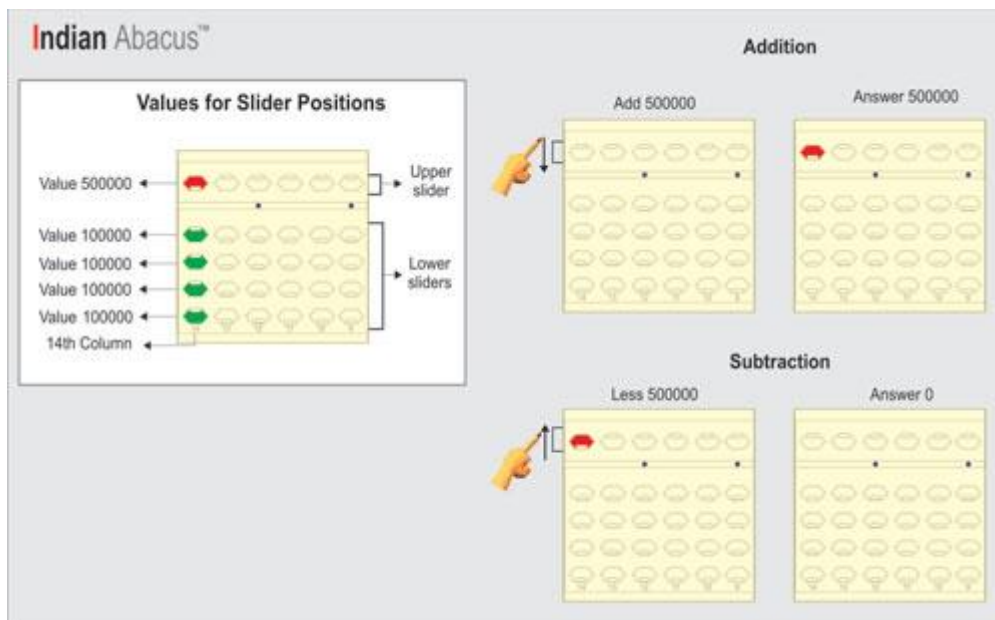 Indian Abacus™
Values for Slider Positions
Value 500000
Upper
slider
Value 100000
Value 100000
Value 100000
Value 100000
Lower
sliders
14th Column
Addition
Add 500000
Answer 500000
Subtraction
Less 500000
Answer 0